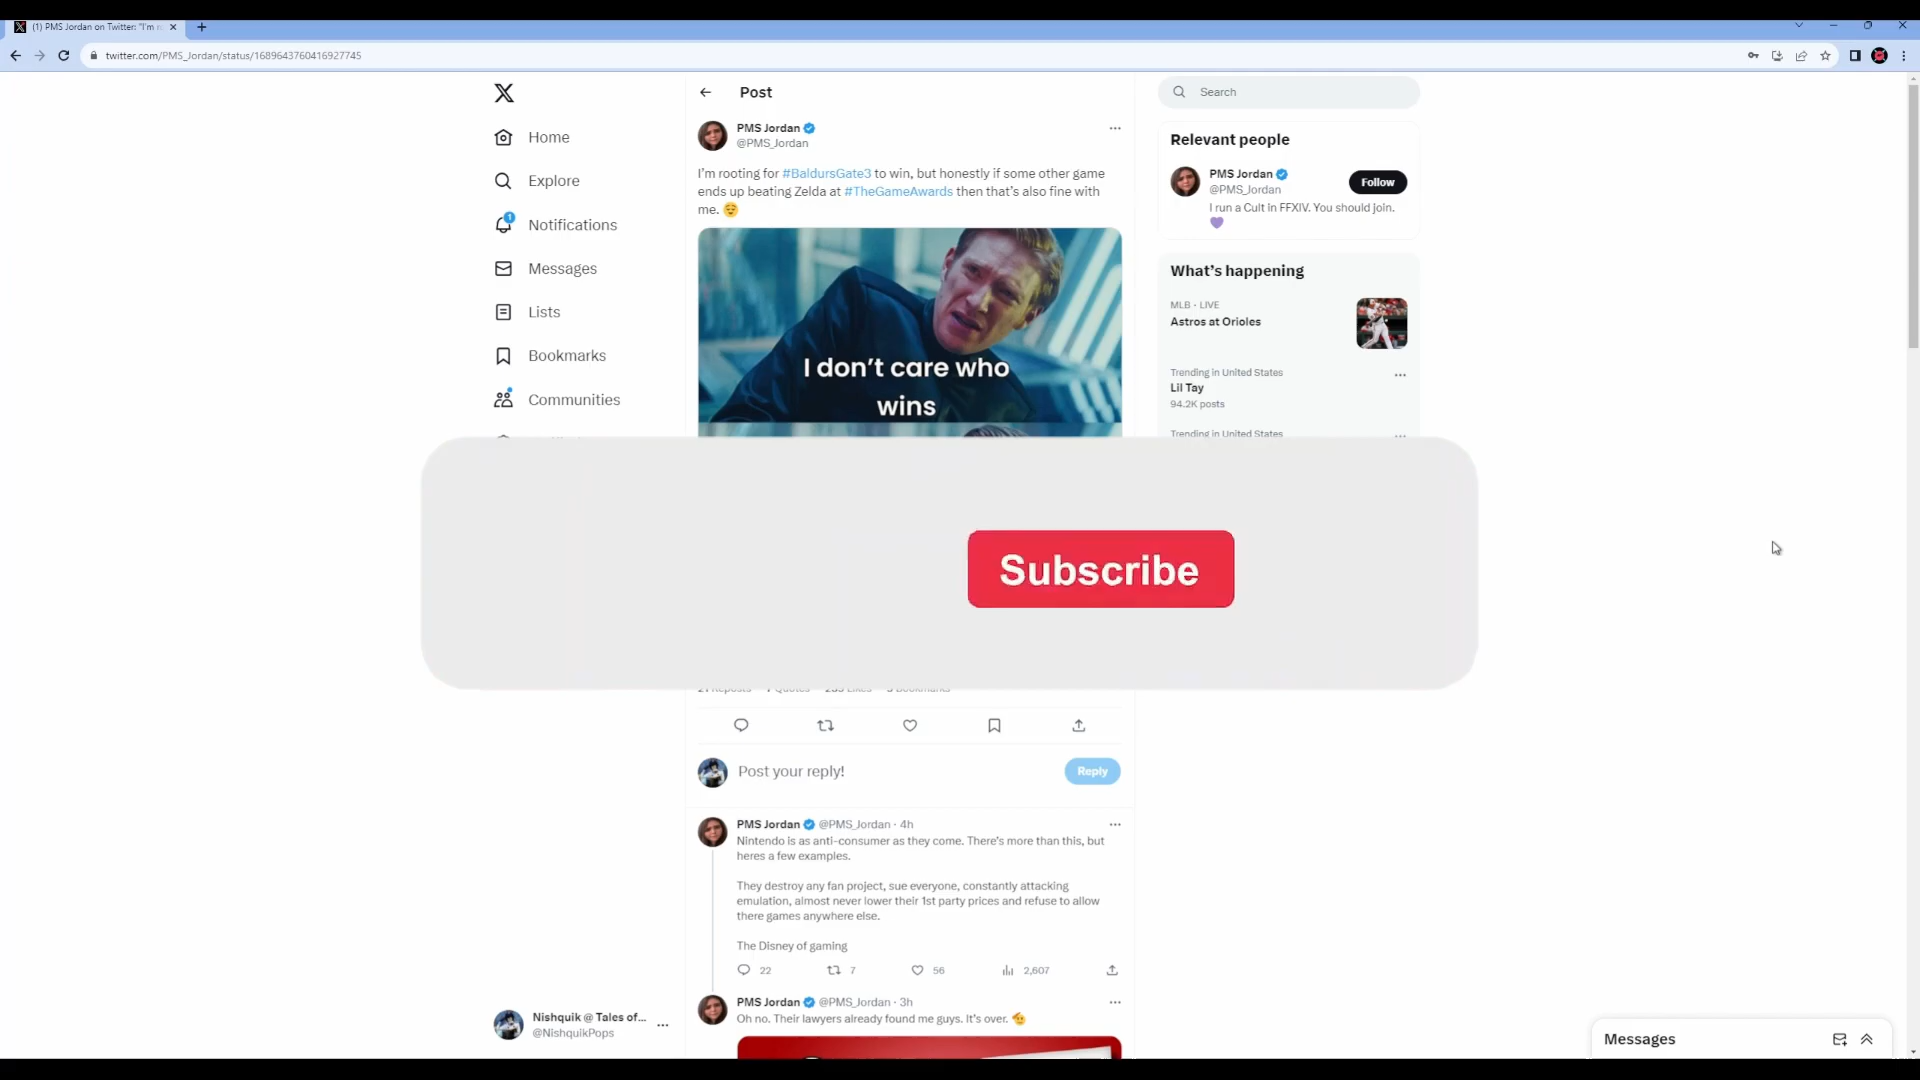 (1) PMS Jordan on Twitter: "I'm r
twitter.com/PMS_Jordan/status/1689643760416927745
Home
Explore
1
Notifications
Messages
Lists
Bookmarks
Communities
Post
PMS Jordan
@PMS_Jordan
I'm rooting for #BaldursGate3 to win, but honestly if some other game
ends up beating Zelda at #TheGameAwards then that's also fine with
me. 😌
I don't care who
wins
Subscribe
Post your reply!
Reply
PMS Jordan @PMS_Jordan · 4h
Nintendo is as anti-consumer as they come. There's more than this, but
heres a few examples.
They destroy any fan project, sue everyone, constantly attacking
emulation, almost never lower their 1st party prices and refuse to allow
there games anywhere else.
The Disney of gaming
22 7 56 2,607
PMS Jordan @PMS_Jordan · 3h
Oh no. Their lawyers already found me guys. It's over. 🫡
Search
Relevant people
PMS Jordan
@PMS_Jordan
Follow
I run a Cult in FFXIV. You should join.
💜
What's happening
MLB · LIVE
Astros at Orioles
Trending in United States
Lil Tay
94.2K posts
Trending in United States
Nishquik @ Tales of...
@NishquikPops
Messages